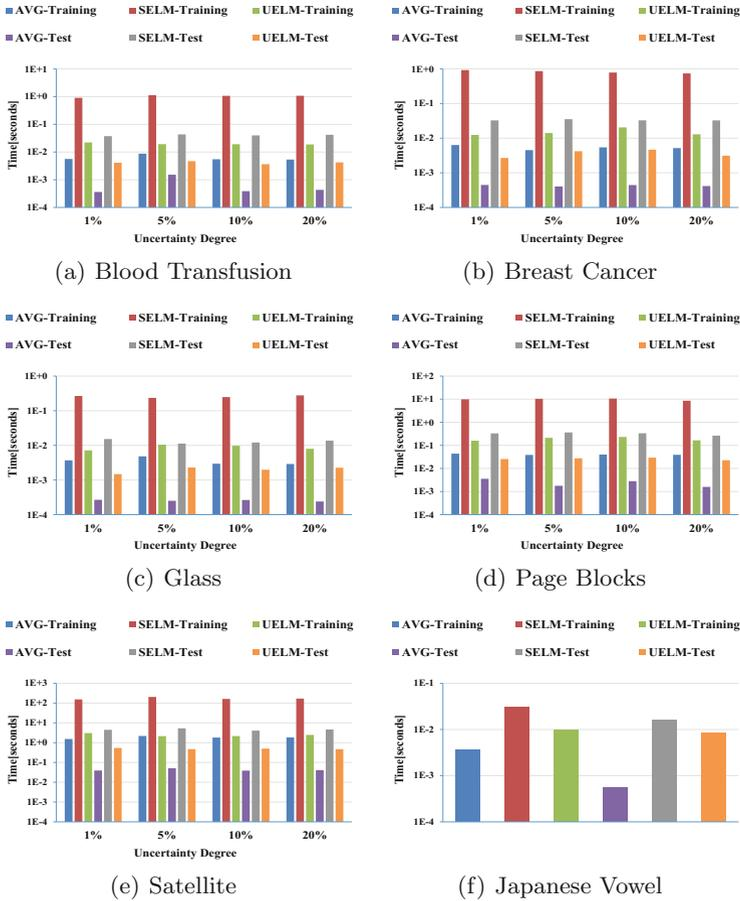 AVG-Training SELM-Training UELM-Training
AVG-Test SELM-Test UELM-Test
1E+1
1E+0
1E-1
1E-2
1E-3
1E-4
Time[seconds]
1% 5% 10% 20%
Uncertainty Degree
(a) Blood Transfusion
AVG-Training SELM-Training UELM-Training
AVG-Test SELM-Test UELM-Test
1E+0
1E-1
1E-2
1E-3
1E-4
Time[seconds]
1% 5% 10% 20%
Uncertainty Degree
(b) Breast Cancer
AVG-Training SELM-Training UELM-Training
AVG-Test SELM-Test UELM-Test
1E+0
1E-1
1E-2
1E-3
1E-4
Time[seconds]
1% 5% 10% 20%
Uncertainty Degree
(c) Glass
AVG-Training SELM-Training UELM-Training
AVG-Test SELM-Test UELM-Test
1E+2
1E+1
1E+0
1E-1
1E-2
1E-3
1E-4
Time[seconds]
1% 5% 10% 20%
Uncertainty Degree
(d) Page Blocks
AVG-Training SELM-Training UELM-Training
AVG-Test SELM-Test UELM-Test
1E+3
1E+2
1E+1
1E+0
1E-1
1E-2
1E-3
1E-4
Time[seconds]
1% 5% 10% 20%
Uncertainty Degree
(e) Satellite
AVG-Training SELM-Training UELM-Training
AVG-Test SELM-Test UELM-Test
1E-1
1E-2
1E-3
1E-4
Time[seconds]
(f) Japanese Vowel